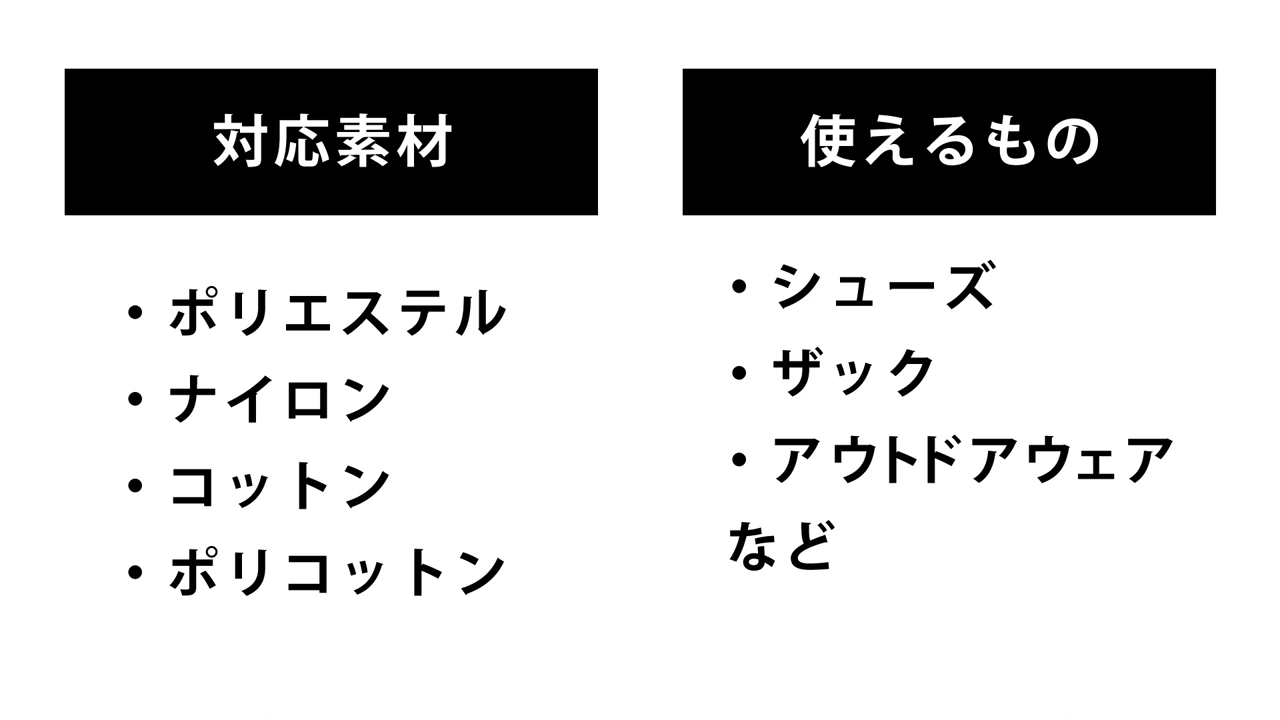 対応素材
・ポリエステル
・ナイロン
・コットン
・ポリコットン
使えるもの
・シューズ
・ザック
・アウトドアウェア
など